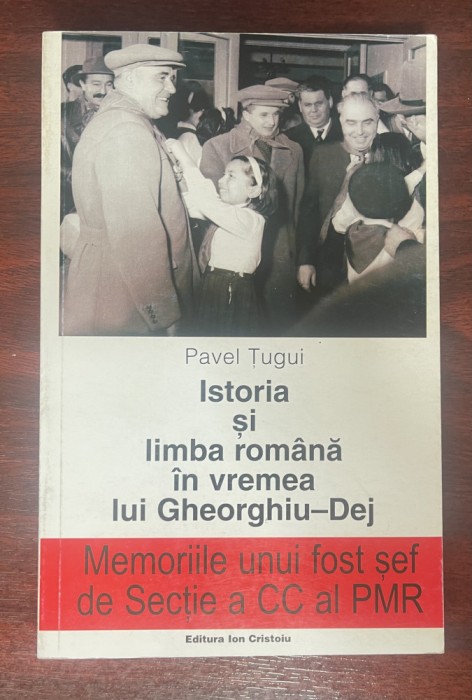 Pavel Țugui
Istoria
și
limba română
în vremea
lui Gheorghiu–Dej
Memoriile unui fost șef
de Secție a CC al PMR
Editura Ion Cristoiu